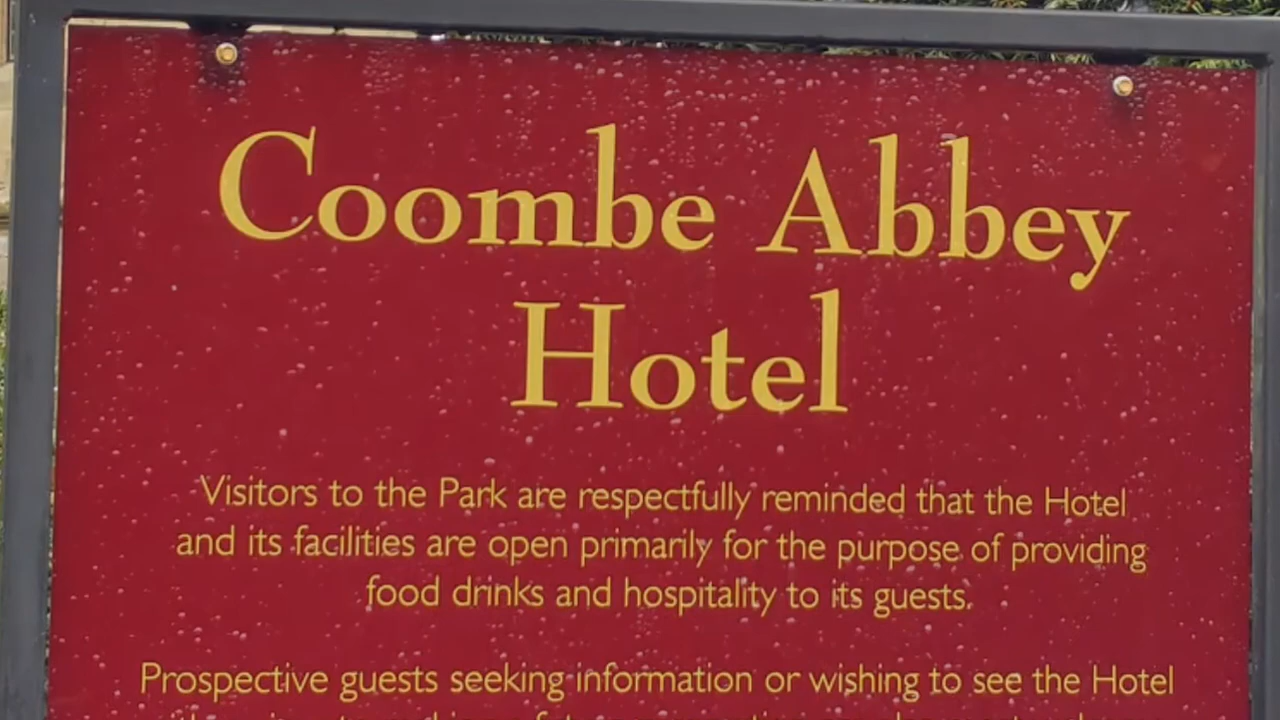 Coombe Abbey
Hotel
Visitors to the Park are respectfully reminded that the Hotel
and its facilities are open primarily for the purpose of providing
food drinks and hospitality to its guests.
Prospective guests seeking information or wishing to see the Hotel